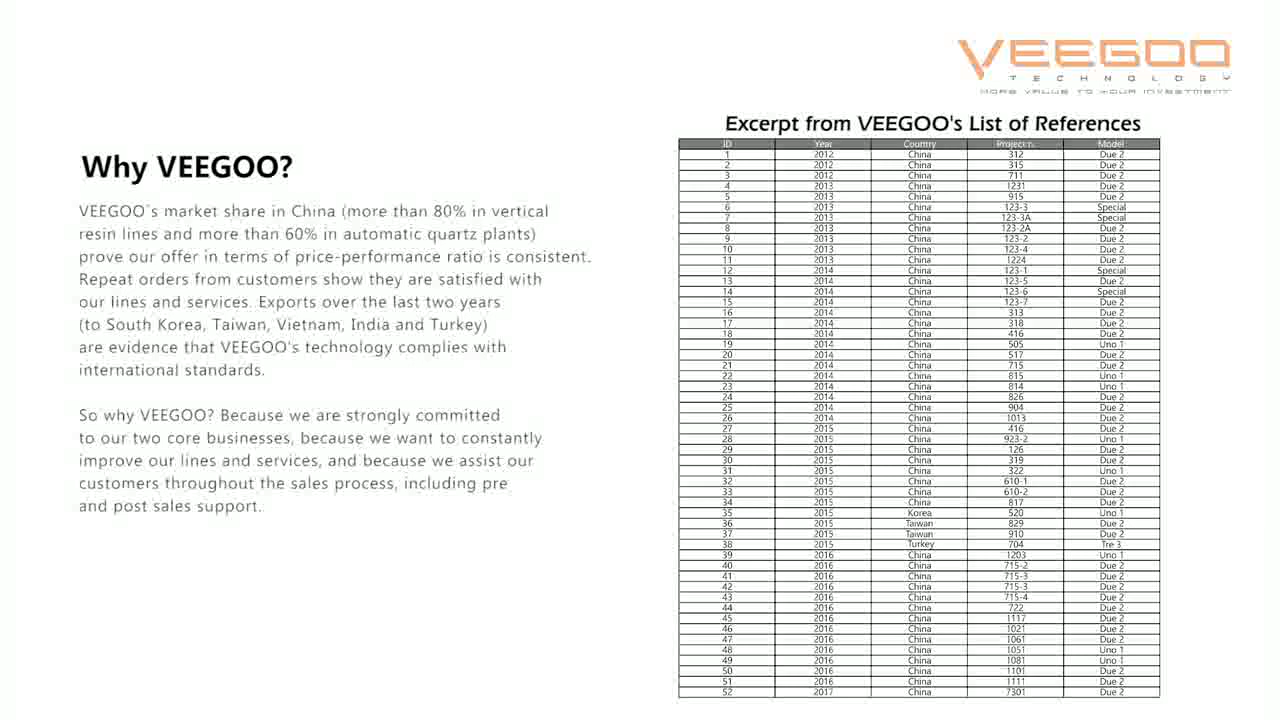 VEEGOO
TECHNOLOGY
MORE VALUE TO YOUR INVESTMENT
Why VEEGOO?
VEEGOO's market share in China (more than 80% in vertical
resin lines and more than 60% in automatic quartz plants)
prove our offer in terms of price-performance ratio is consistent.
Repeat orders from customers show they are satisfied with
our lines and services. Exports over the last two years
(to South Korea, Taiwan, Vietnam, India and Turkey)
are evidence that VEEGOO's technology complies with
international standards.
So why VEEGOO? Because we are strongly committed
to our two core businesses, because we want to constantly
improve our lines and services, and because we assist our
customers throughout the sales process, including pre
and post sales support.
Excerpt from VEEGOO's List of References
ID Year Country Project n. Model
1 2012 China 312 Due 2
2 2012 China 315 Due 2
3 2012 China 711 Due 2
4 2013 China 1231 Due 2
5 2013 China 915 Due 2
6 2013 China 123-3 Special
7 2013 China 123-3A Special
8 2013 China 123-2A Due 2
9 2013 China 123-2 Due 2
10 2013 China 123-4 Due 2
11 2013 China 1224 Due 2
12 2014 China 123-1 Special
13 2014 China 123-5 Due 2
14 2014 China 123-6 Special
15 2014 China 123-7 Due 2
16 2014 China 313 Due 2
17 2014 China 318 Due 2
18 2014 China 416 Due 2
19 2014 China 505 Uno 1
20 2014 China 517 Due 2
21 2014 China 715 Due 2
22 2014 China 815 Uno 1
23 2014 China 814 Uno 1
24 2014 China 826 Due 2
25 2014 China 904 Due 2
26 2014 China 1013 Due 2
27 2015 China 416 Due 2
28 2015 China 923-2 Uno 1
29 2015 China 126 Due 2
30 2015 China 319 Due 2
31 2015 China 322 Uno 1
32 2015 China 610-1 Due 2
33 2015 China 610-2 Due 2
34 2015 China 817 Due 2
35 2015 Korea 520 Uno 1
36 2015 Taiwan 829 Due 2
37 2015 Taiwan 910 Due 2
38 2015 Turkey 704 Tre 3
39 2016 China 1203 Uno 1
40 2016 China 715-2 Due 2
41 2016 China 715-3 Due 2
42 2016 China 715-3 Due 2
43 2016 China 715-4 Due 2
44 2016 China 722 Due 2
45 2016 China 1117 Due 2
46 2016 China 1021 Due 2
47 2016 China 1061 Due 2
48 2016 China 1051 Uno 1
49 2016 China 1081 Uno 1
50 2016 China 1101 Due 2
51 2016 China 1111 Due 2
52 2017 China 7301 Due 2